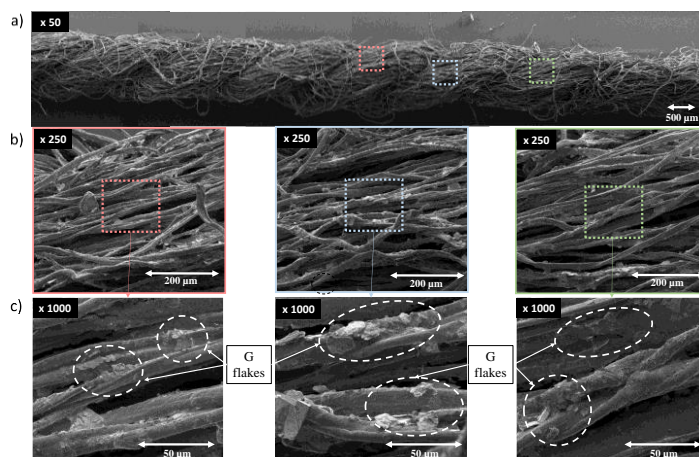 a)
x 50
500 µm
b)
x 250
200 µm
x 250
200 µm
x 250
200 µm
c)
x 1000
50 µm
x 1000
50 µm
x 1000
50 µm
G
flakes
G
flakes